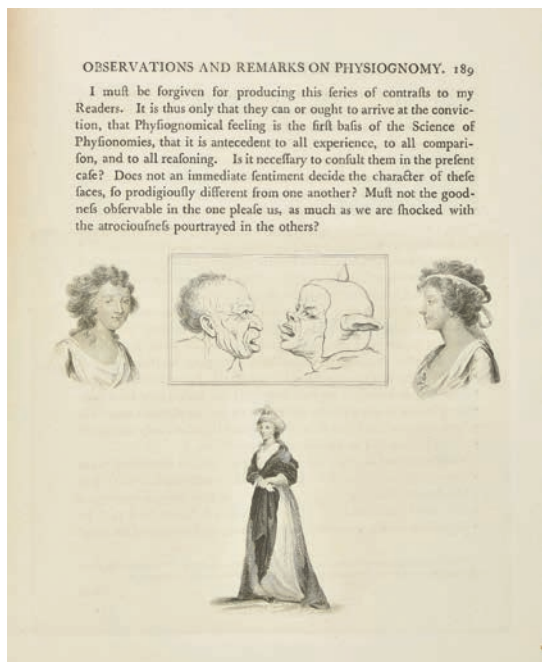 OBSERVATIONS AND REMARKS ON PHYSIOGNOMY. 189
I muſt be forgiven for producing this ſeries of contraſts to my
Readers. It is thus only that they can or ought to arrive at the convic-
tion, that Phyſiognomical feeling is the firſt baſis of the Science of
Phyſionomies, that it is antecedent to all experience, to all compari-
ſon, and to all reaſoning. Is it neceſſary to conſult them in the preſent
caſe? Does not an immediate ſentiment decide the character of theſe
faces, ſo prodigiouſly different from one another? Muſt not the good-
neſs obſervable in the one pleaſe us, as much as we are ſhocked with
the atrociouſneſs pourtrayed in the others?